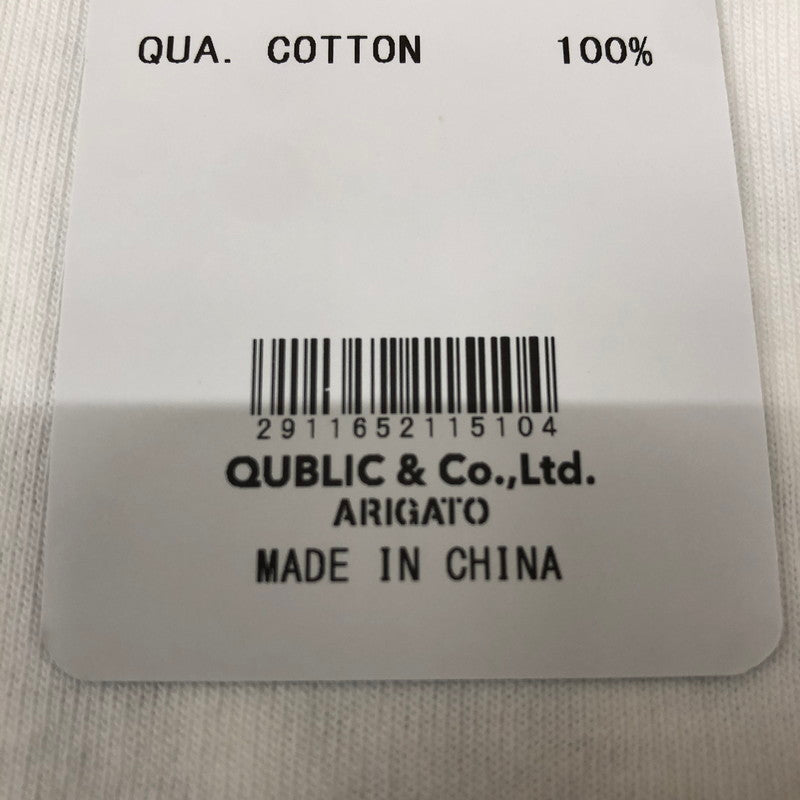 QUA. COTTON 100%
2911652115104
QUBLIC & Co.,Ltd.
ARIGATO
MADE IN CHINA